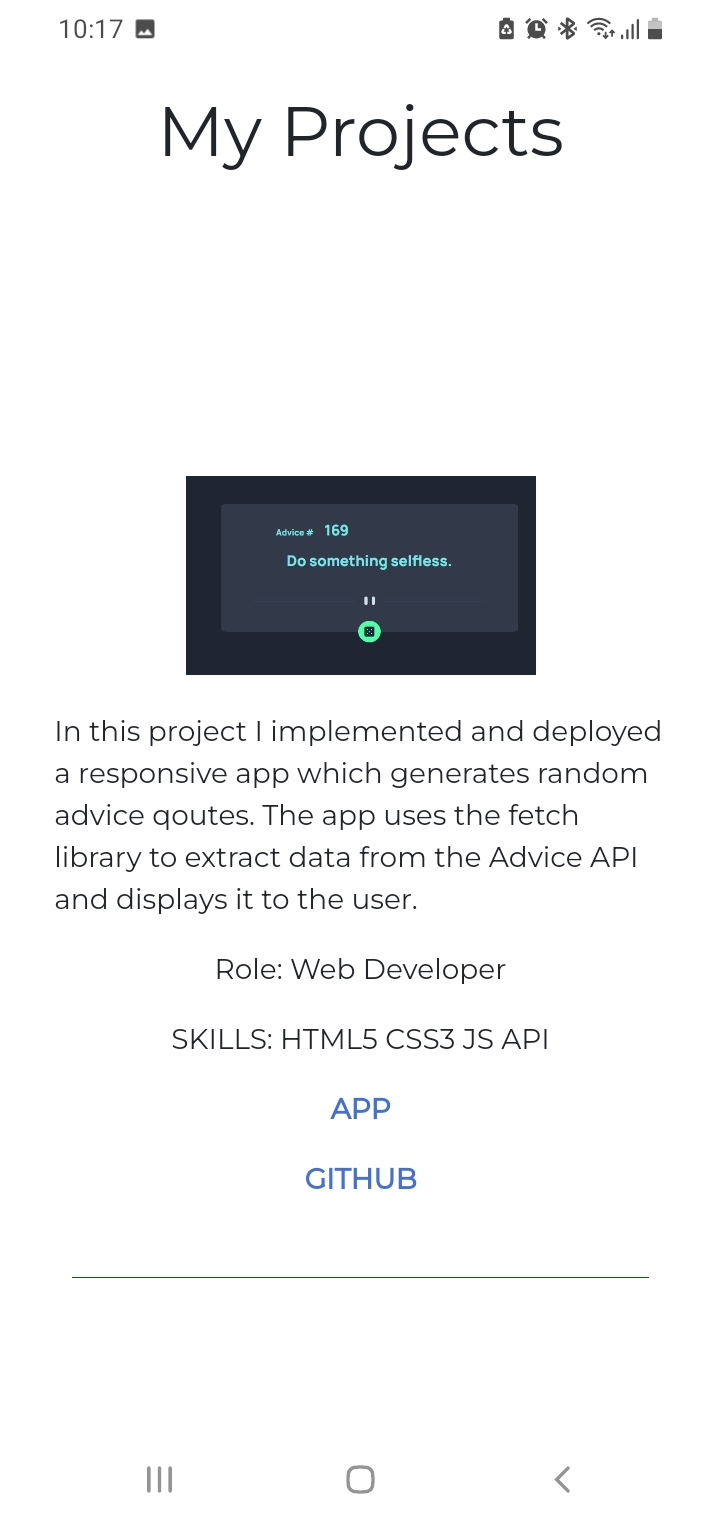 10:17
My Projects
Advice # 169
Do something selfless.
In this project I implemented and deployed
a responsive app which generates random
advice qoutes. The app uses the fetch
library to extract data from the Advice API
and displays it to the user.
Role: Web Developer
SKILLS: HTML5 CSS3 JS API
APP
GITHUB